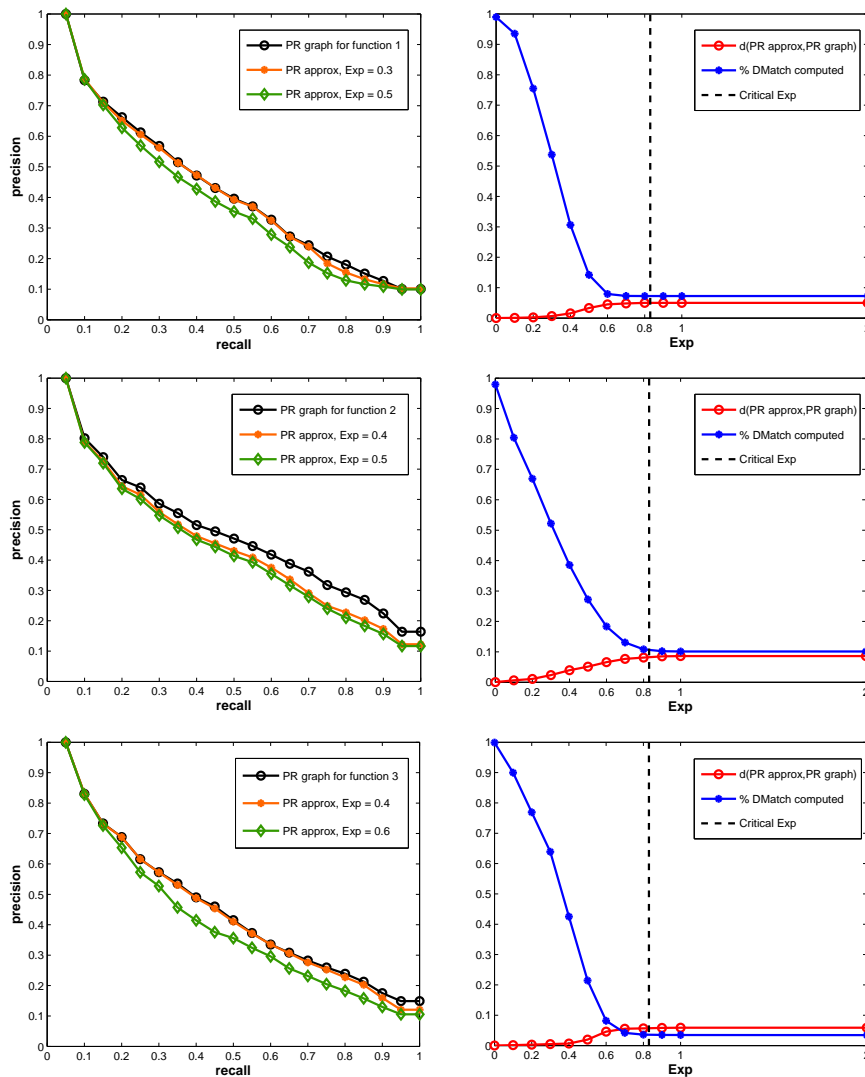 PR graph for function 1
PR approx, Exp = 0.3
PR approx, Exp = 0.5
precision
1
0.9
0.8
0.7
0.6
0.5
0.4
0.3
0.2
0.1
0
0 0.1 0.2 0.3 0.4 0.5 0.6 0.7 0.8 0.9 1
recall
d(PR approx,PR graph)
% DMatch computed
Critical Exp
1
0.9
0.8
0.7
0.6
0.5
0.4
0.3
0.2
0.1
0
0 0.2 0.4 0.6 0.8 1
Exp
PR graph for function 2
PR approx, Exp = 0.4
PR approx, Exp = 0.5
precision
1
0.9
0.8
0.7
0.6
0.5
0.4
0.3
0.2
0.1
0
0 0.1 0.2 0.3 0.4 0.5 0.6 0.7 0.8 0.9 1
recall
d(PR approx,PR graph)
% DMatch computed
Critical Exp
1
0.9
0.8
0.7
0.6
0.5
0.4
0.3
0.2
0.1
0
0 0.2 0.4 0.6 0.8 1
Exp
PR graph for function 3
PR approx, Exp = 0.4
PR approx, Exp = 0.6
precision
1
0.9
0.8
0.7
0.6
0.5
0.4
0.3
0.2
0.1
0
0 0.1 0.2 0.3 0.4 0.5 0.6 0.7 0.8 0.9 1
recall
d(PR approx,PR graph)
% DMatch computed
Critical Exp
1
0.9
0.8
0.7
0.6
0.5
0.4
0.3
0.2
0.1
0
0 0.2 0.4 0.6 0.8 1
Exp